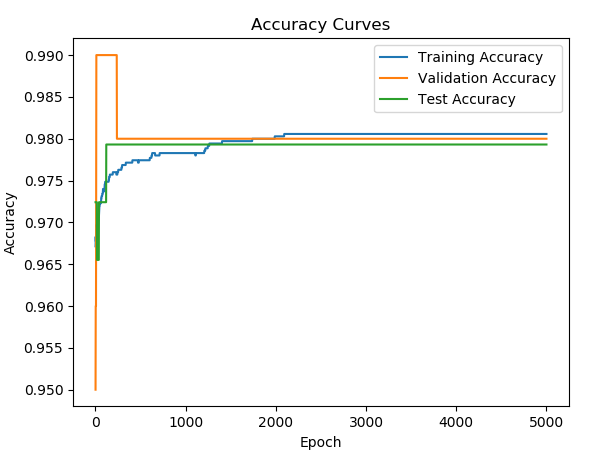 Accuracy Curves
Training Accuracy
Validation Accuracy
Test Accuracy
Accuracy
0.990
0.985
0.980
0.975
0.970
0.965
0.960
0.955
0.950
0
1000
2000
3000
4000
5000
Epoch